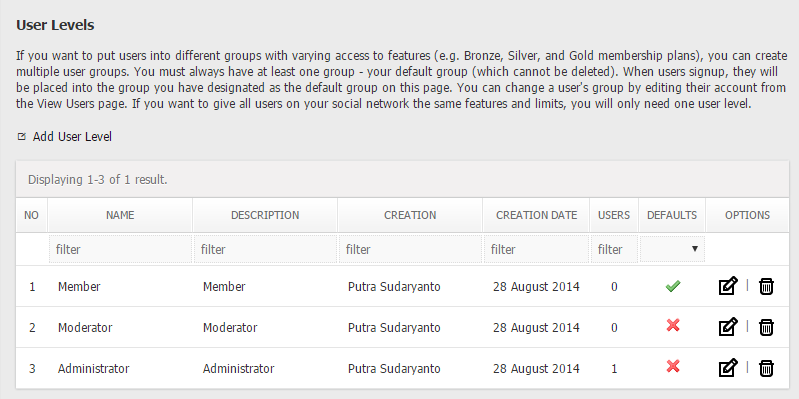 User Levels
If you want to put users into different groups with varying access to features (e.g. Bronze, Silver, and Gold membership plans), you can create
multiple user groups. You must always have at least one group - your default group (which cannot be deleted). When users signup, they will
be placed into the group you have designated as the default group on this page. You can change a user's group by editing their account from
the View Users page. If you want to give all users on your social network the same features and limits, you will only need one user level.
Add User Level
Displaying 1-3 of 1 result.
NO NAME DESCRIPTION CREATION CREATION DATE USERS DEFAULTS OPTIONS
filter filter filter filter filter
1 Member Member Putra Sudaryanto 28 August 2014 0 |
2 Moderator Moderator Putra Sudaryanto 28 August 2014 0 |
3 Administrator Administrator Putra Sudaryanto 28 August 2014 1 |